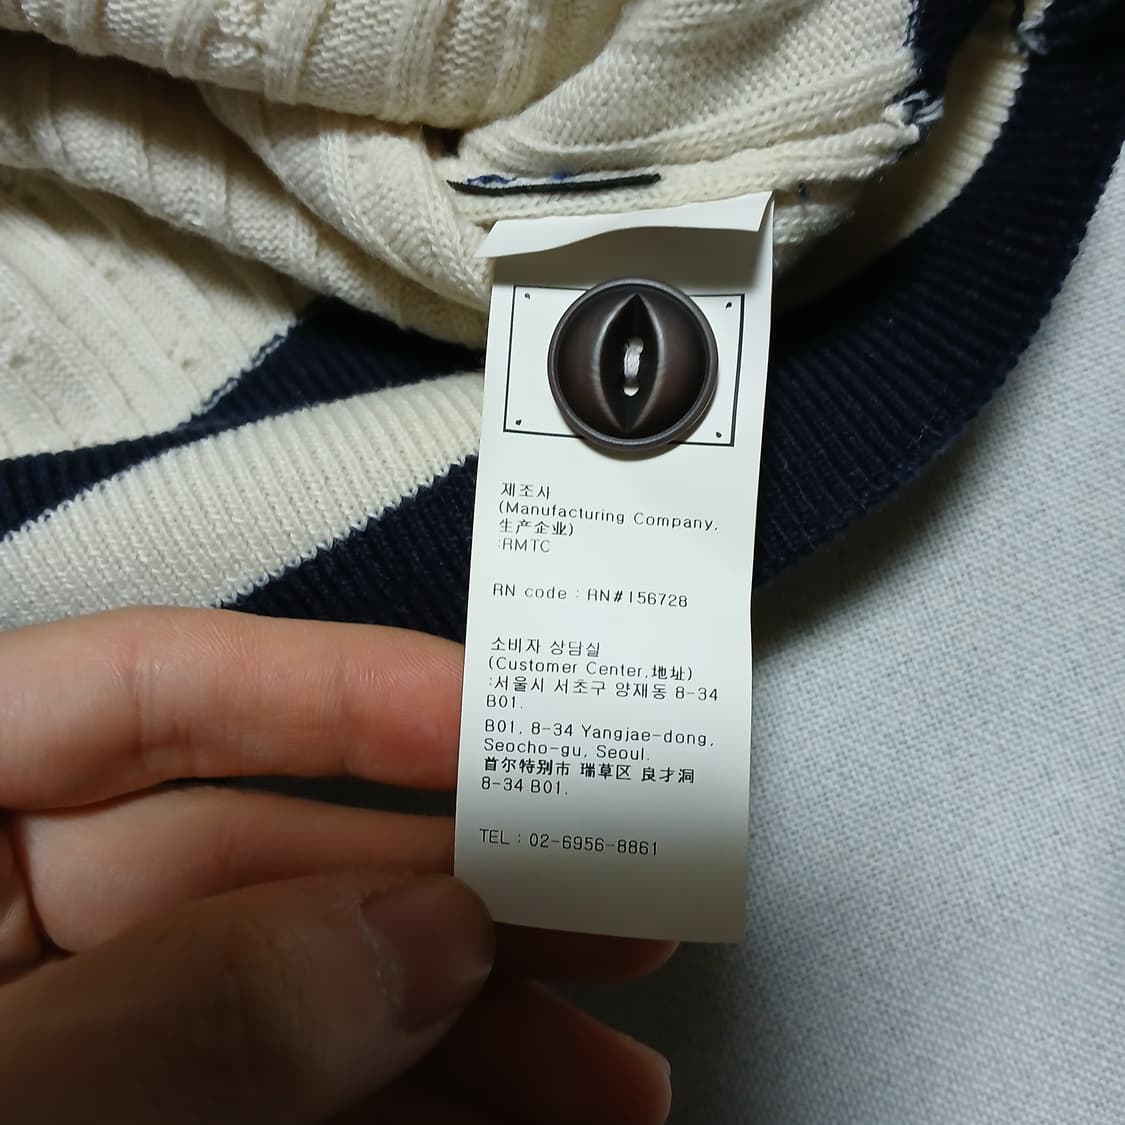 제조사
(Manufacturing Company,
生产企业)
:RMTC
RN code : RN#156728
소비자 상담실
(Customer Center,地址)
:서울시 서초구 양재동 8-34
B01.
B01, 8-34 Yangjae-dong,
Seocho-gu, Seoul.
首尔特别市 瑞草区 良才洞
8-34 B01.
TEL : 02-6956-8861